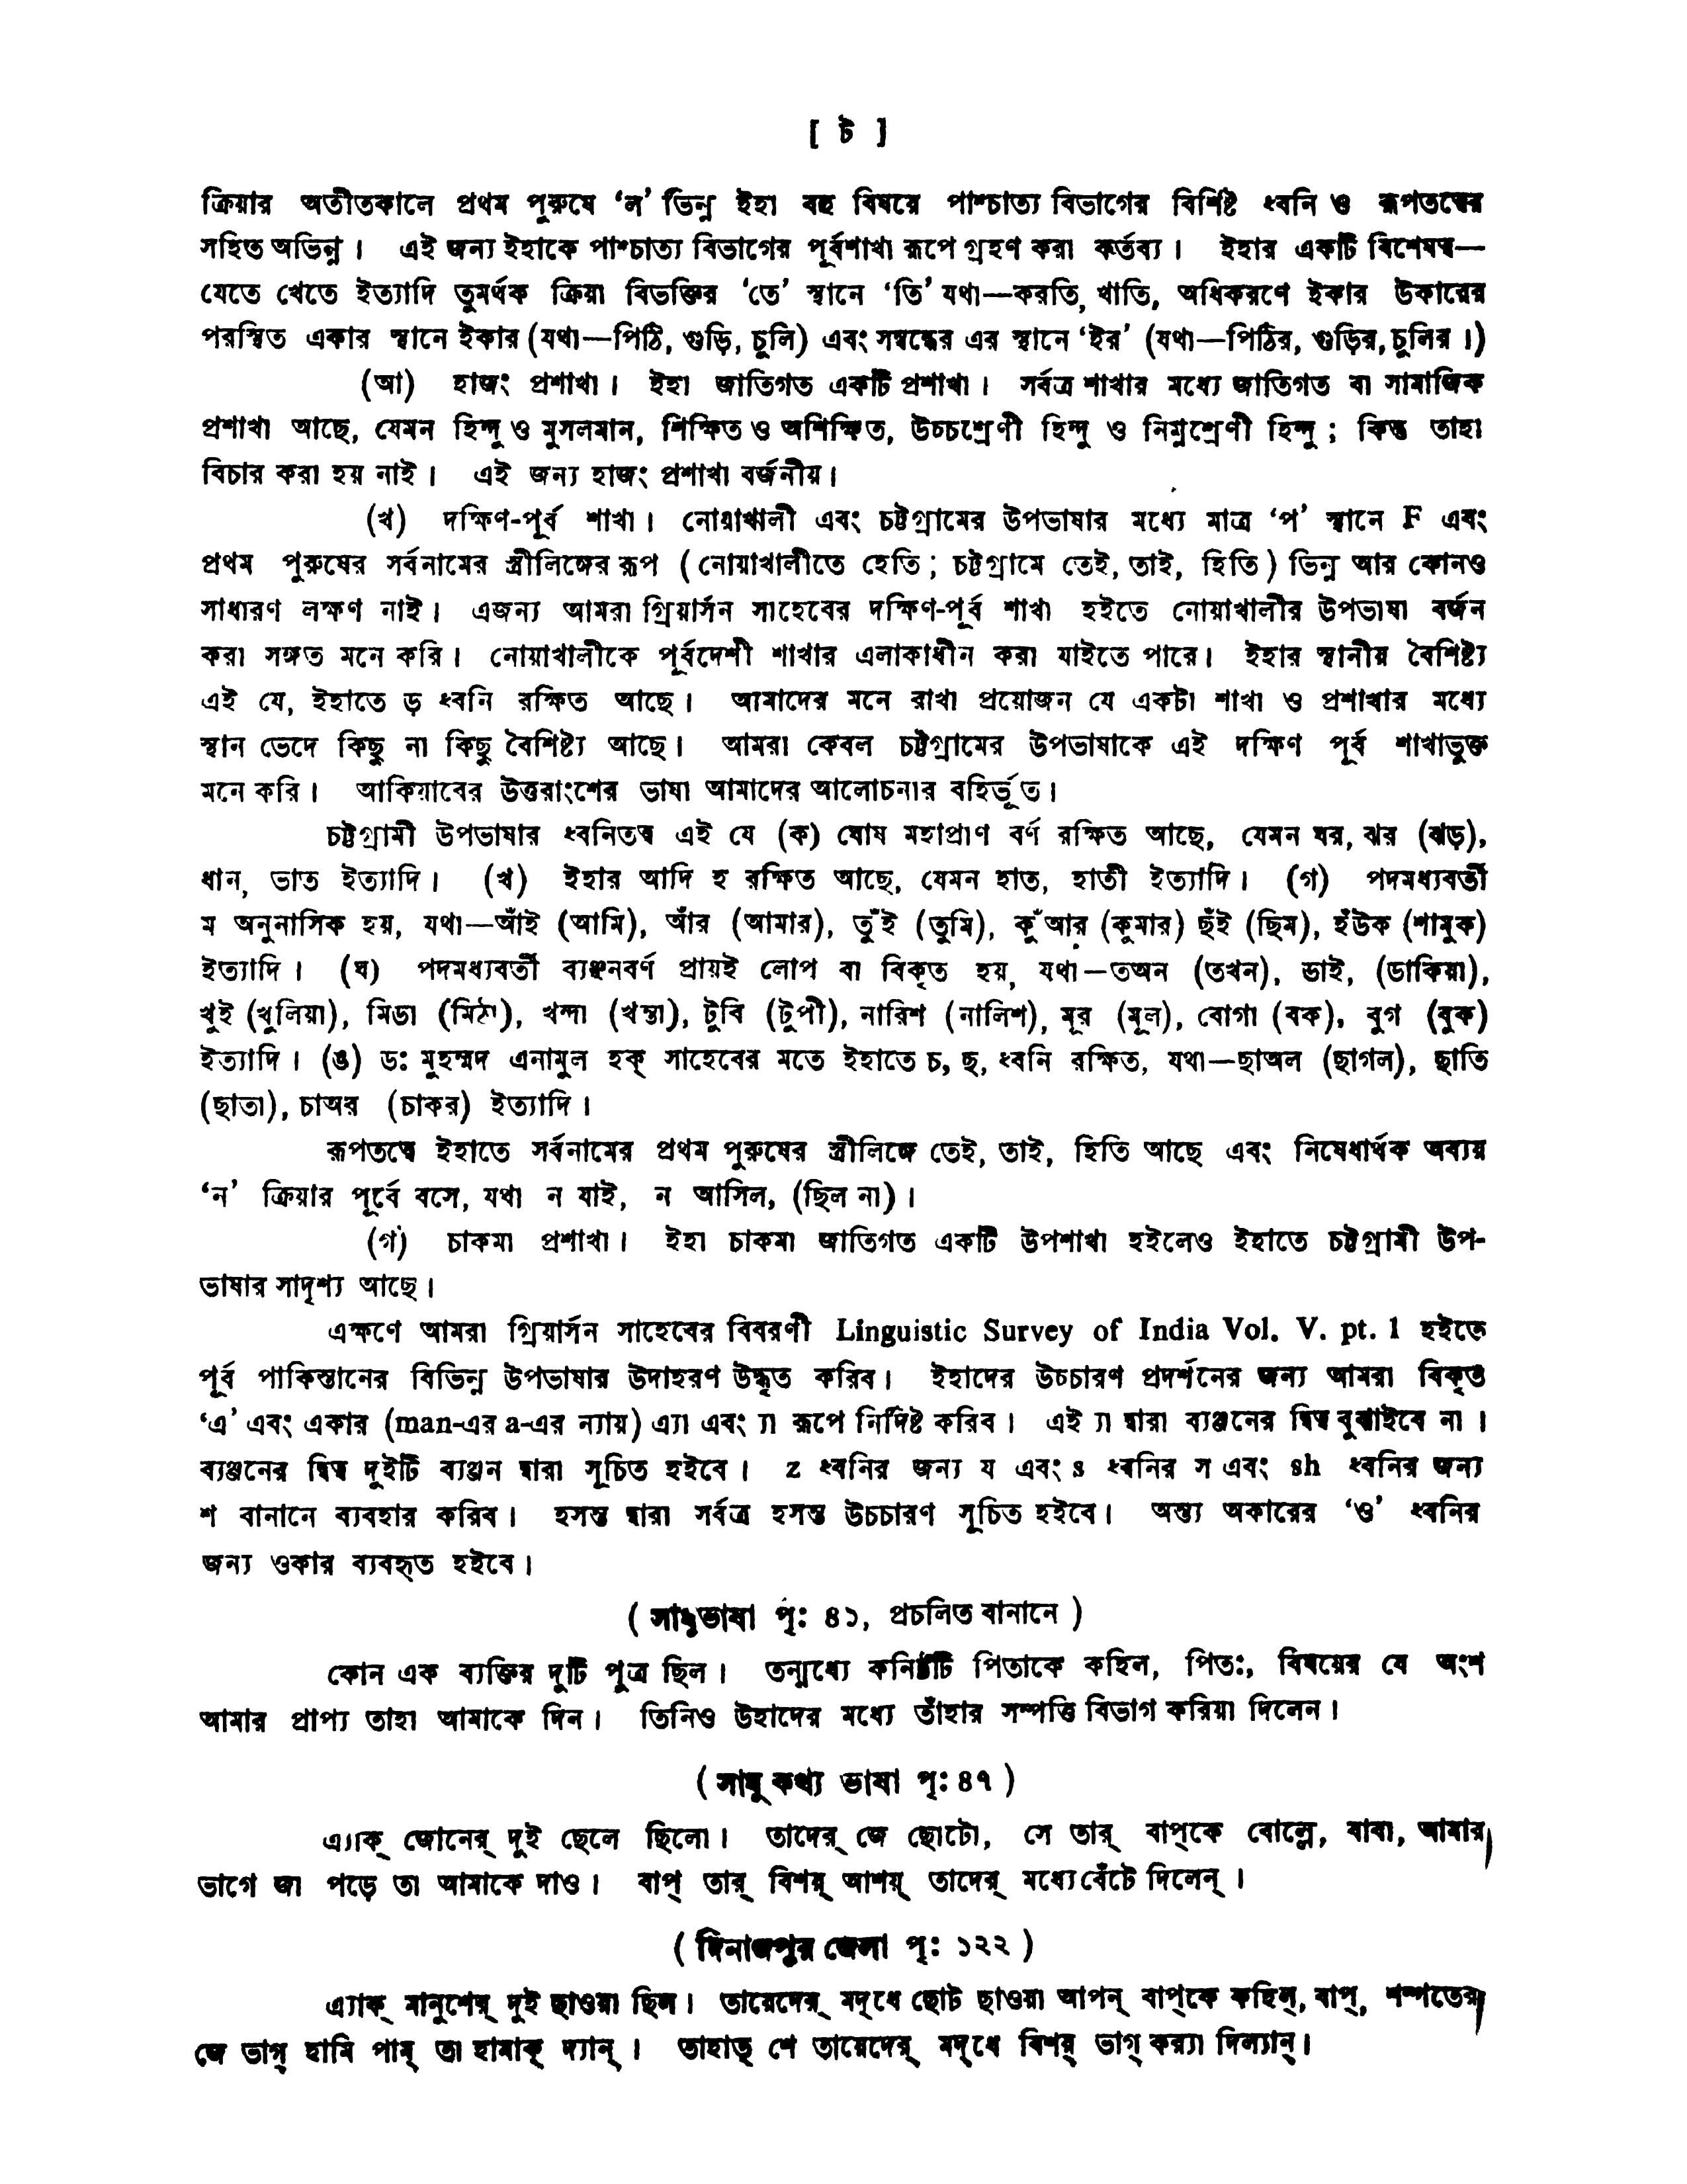 [ ট ]
ক্রিয়ার অতীতকালে প্রথম পুরুষে ‘ল’ ভিন্ন ইহা বহু বিষয়ে পাশ্চাত্য বিভাগের বিশিষ্ট ধ্বনি ও রূপতত্ত্বের
সহিত অভিন্ন। এই জন্য ইহাকে পাশ্চাত্য বিভাগের পূর্বশাখা রূপে গ্রহণ করা কর্তব্য। ইহার একটি বিশেষত্ব—
যেতে খেতে ইত্যাদি তুমর্থক ক্রিয়া বিভক্তির ‘তে’ স্থানে ‘তি’ যথা—করতি, খাতি, অধিকরণে ইকার উকারের
পরস্থিত একার স্থানে ইকার (যথা—পিঠি, গুড়ি, চুলি) এবং সম্বন্ধের এর স্থানে ‘ইর’ (যথা—পিঠির, গুড়ির, চুলির।)
(আ) হাজং প্রশাখা। ইহা জাতিগত একটি প্রশাখা। সর্বত্র শাখার মধ্যে জাতিগত বা সামাজিক
প্রশাখা আছে, যেমন হিন্দু ও মুসলমান, শিক্ষিত ও অশিক্ষিত, উচ্চশ্রেণী হিন্দু ও নিম্নশ্রেণী হিন্দু ; কিন্তু তাহা
বিচার করা হয় নাই। এই জন্য হাজং প্রশাখা বর্জনীয়।
(খ) দক্ষিণ-পূর্ব শাখা। নোয়াখালী এবং চট্টগ্রামের উপভাষার মধ্যে মাত্র ‘প’ স্থানে F এবং
প্রথম পুরুষের সর্বনামের স্ত্রীলিঙ্গের রূপ ( নোয়াখালীতে হেতি ; চট্টগ্রামে তেই, তাই, হিতি ) ভিন্ন আর কোনও
সাধারণ লক্ষণ নাই। এজন্য আমরা গ্রিয়ার্সন সাহেবের দক্ষিণ-পূর্ব শাখা হইতে নোয়াখালীর উপভাষা বর্জন
করা সঙ্গত মনে করি। নোয়াখালীকে পূর্বদেশী শাখার এলাকাধীন করা যাইতে পারে। ইহার স্থানীয় বৈশিষ্ট্য
এই যে, ইহাতে ড় ধ্বনি রক্ষিত আছে। আমাদের মনে রাখা প্রয়োজন যে একটা শাখা ও প্রশাখার মধ্যে
স্থান ভেদে কিছু না কিছু বৈশিষ্ট্য আছে। আমরা কেবল চট্টগ্রামের উপভাষাকে এই দক্ষিণ পূর্ব শাখাভুক্ত
মনে করি। আকিয়াবের উত্তরাংশের ভাষা আমাদের আলোচনার বহির্ভূত।
চট্টগ্রামী উপভাষার ধ্বনিতত্ত্ব এই যে (ক) ঘোষ মহাপ্রাণ বর্ণ রক্ষিত আছে, যেমন ঘর, ঝর (ঝড়),
ধান, ভাত ইত্যাদি। (খ) ইহার আদি হ রক্ষিত আছে, যেমন হাত, হাতী ইত্যাদি। (গ) পদমধ্যবর্তী
ম অনুনাসিক হয়, যথা—আঁই (আমি), আঁর (আমার), তুঁই (তুমি), কুঁআর (কুমার) ছঁই (ছিম), হঁউক (শামুক)
ইত্যাদি। (ঘ) পদমধ্যবর্তী ব্যঞ্জনবর্ণ প্রায়ই লোপ বা বিকৃত হয়, যথা—তঅন (তখন), ডাই, (ডাকিয়া),
খুই (খুলিয়া), মিডা (মিঠা), খন্দা (খন্তা), টুবি (টুপী), নারিশ (নালিশ), মূর (মূল), বোগা (বক), বুগ (বুক)
ইত্যাদি। (ঙ) ডঃ মুহম্মদ এনামুল হক্ সাহেবের মতে ইহাতে চ, ছ, ধ্বনি রক্ষিত, যথা—ছাঅল (ছাগল), ছাতি
(ছাতা), চাঅর (চাকর) ইত্যাদি।
রূপতত্ত্বে ইহাতে সর্বনামের প্রথম পুরুষের স্ত্রীলিঙ্গে তেই, তাই, হিতি আছে এবং নিষেধার্থক অব্যয়
‘ন’ ক্রিয়ার পূর্বে বসে, যথা ন যাই, ন আসিল, (ছিল না)।
(গ) চাকমা প্রশাখা। ইহা চাকমা জাতিগত একটি উপশাখা হইলেও ইহাতে চট্টগ্রামী উপ-
ভাষার সাদৃশ্য আছে।
এক্ষণে আমরা গ্রিয়ার্সন সাহেবের বিবরণী Linguistic Survey of India Vol. V. pt. 1 হইতে
পূর্ব পাকিস্তানের বিভিন্ন উপভাষার উদাহরণ উদ্ধৃত করিব। ইহাদের উচ্চারণ প্রদর্শনের জন্য আমরা বিকৃত
‘এ’ এবং একার (man-এর a-এর ন্যায়) এ্যা এবং ্যা রূপে নির্দিষ্ট করিব। এই ্যা দ্বারা ব্যঞ্জনের দ্বিত্ব বুঝাইবে না।
ব্যঞ্জনের দ্বিত্ব দুইটি ব্যঞ্জন দ্বারা সূচিত হইবে। z ধ্বনির জন্য য এবং s ধ্বনির স এবং sh ধ্বনির জন্য
শ বানানে ব্যবহার করিব। হসন্ত দ্বারা সর্বত্র হসন্ত উচ্চারণ সূচিত হইবে। অন্ত্য অকারের ‘ও’ ধ্বনির
জন্য ওকার ব্যবহৃত হইবে।
( সাধুভাষা পৃঃ ৪১, প্রচলিত বানানে )
কোন এক ব্যক্তির দুটি পুত্র ছিল। তন্মধ্যে কনিষ্ঠটি পিতাকে কহিল, পিতঃ, বিষয়ের যে অংশ
আমার প্রাপ্য তাহা আমাকে দিন। তিনিও উহাদের মধ্যে তাঁহার সম্পত্তি বিভাগ করিয়া দিলেন।
( সাধু কথ্য ভাষা পৃঃ ৪৭ )
এ্যাক্ জোনের্ দুই ছেলে ছিলো। তাদের্ জে ছোটো, সে তার্ বাপ্‌কে বোল্লে, বাবা, আমার্
ভাগে জা পড়ে তা আমাকে দাও। বাপ্ তার্ বিশয়্ আশয়্ তাদের্ মধ্যে বেঁটে দিলেন্।
( দিনাজপুর জেলা পৃঃ ১২২ )
এ্যাক্ মানুশের্ দুই ছাওয়া ছিল। তায়েদের্ মদ্‌ধে ছোট ছাওয়া আপন্ বাপ্‌কে কহিল্, বাপ্, শম্পতের্
জে ভাগ্ হামি পাম্ তা হামাক্ দ্যান্। তাহাতৃ শে তায়েদের্ মদ্‌ধে বিশয়্ ভাগ্ কর‍্যা দিল্যান্।